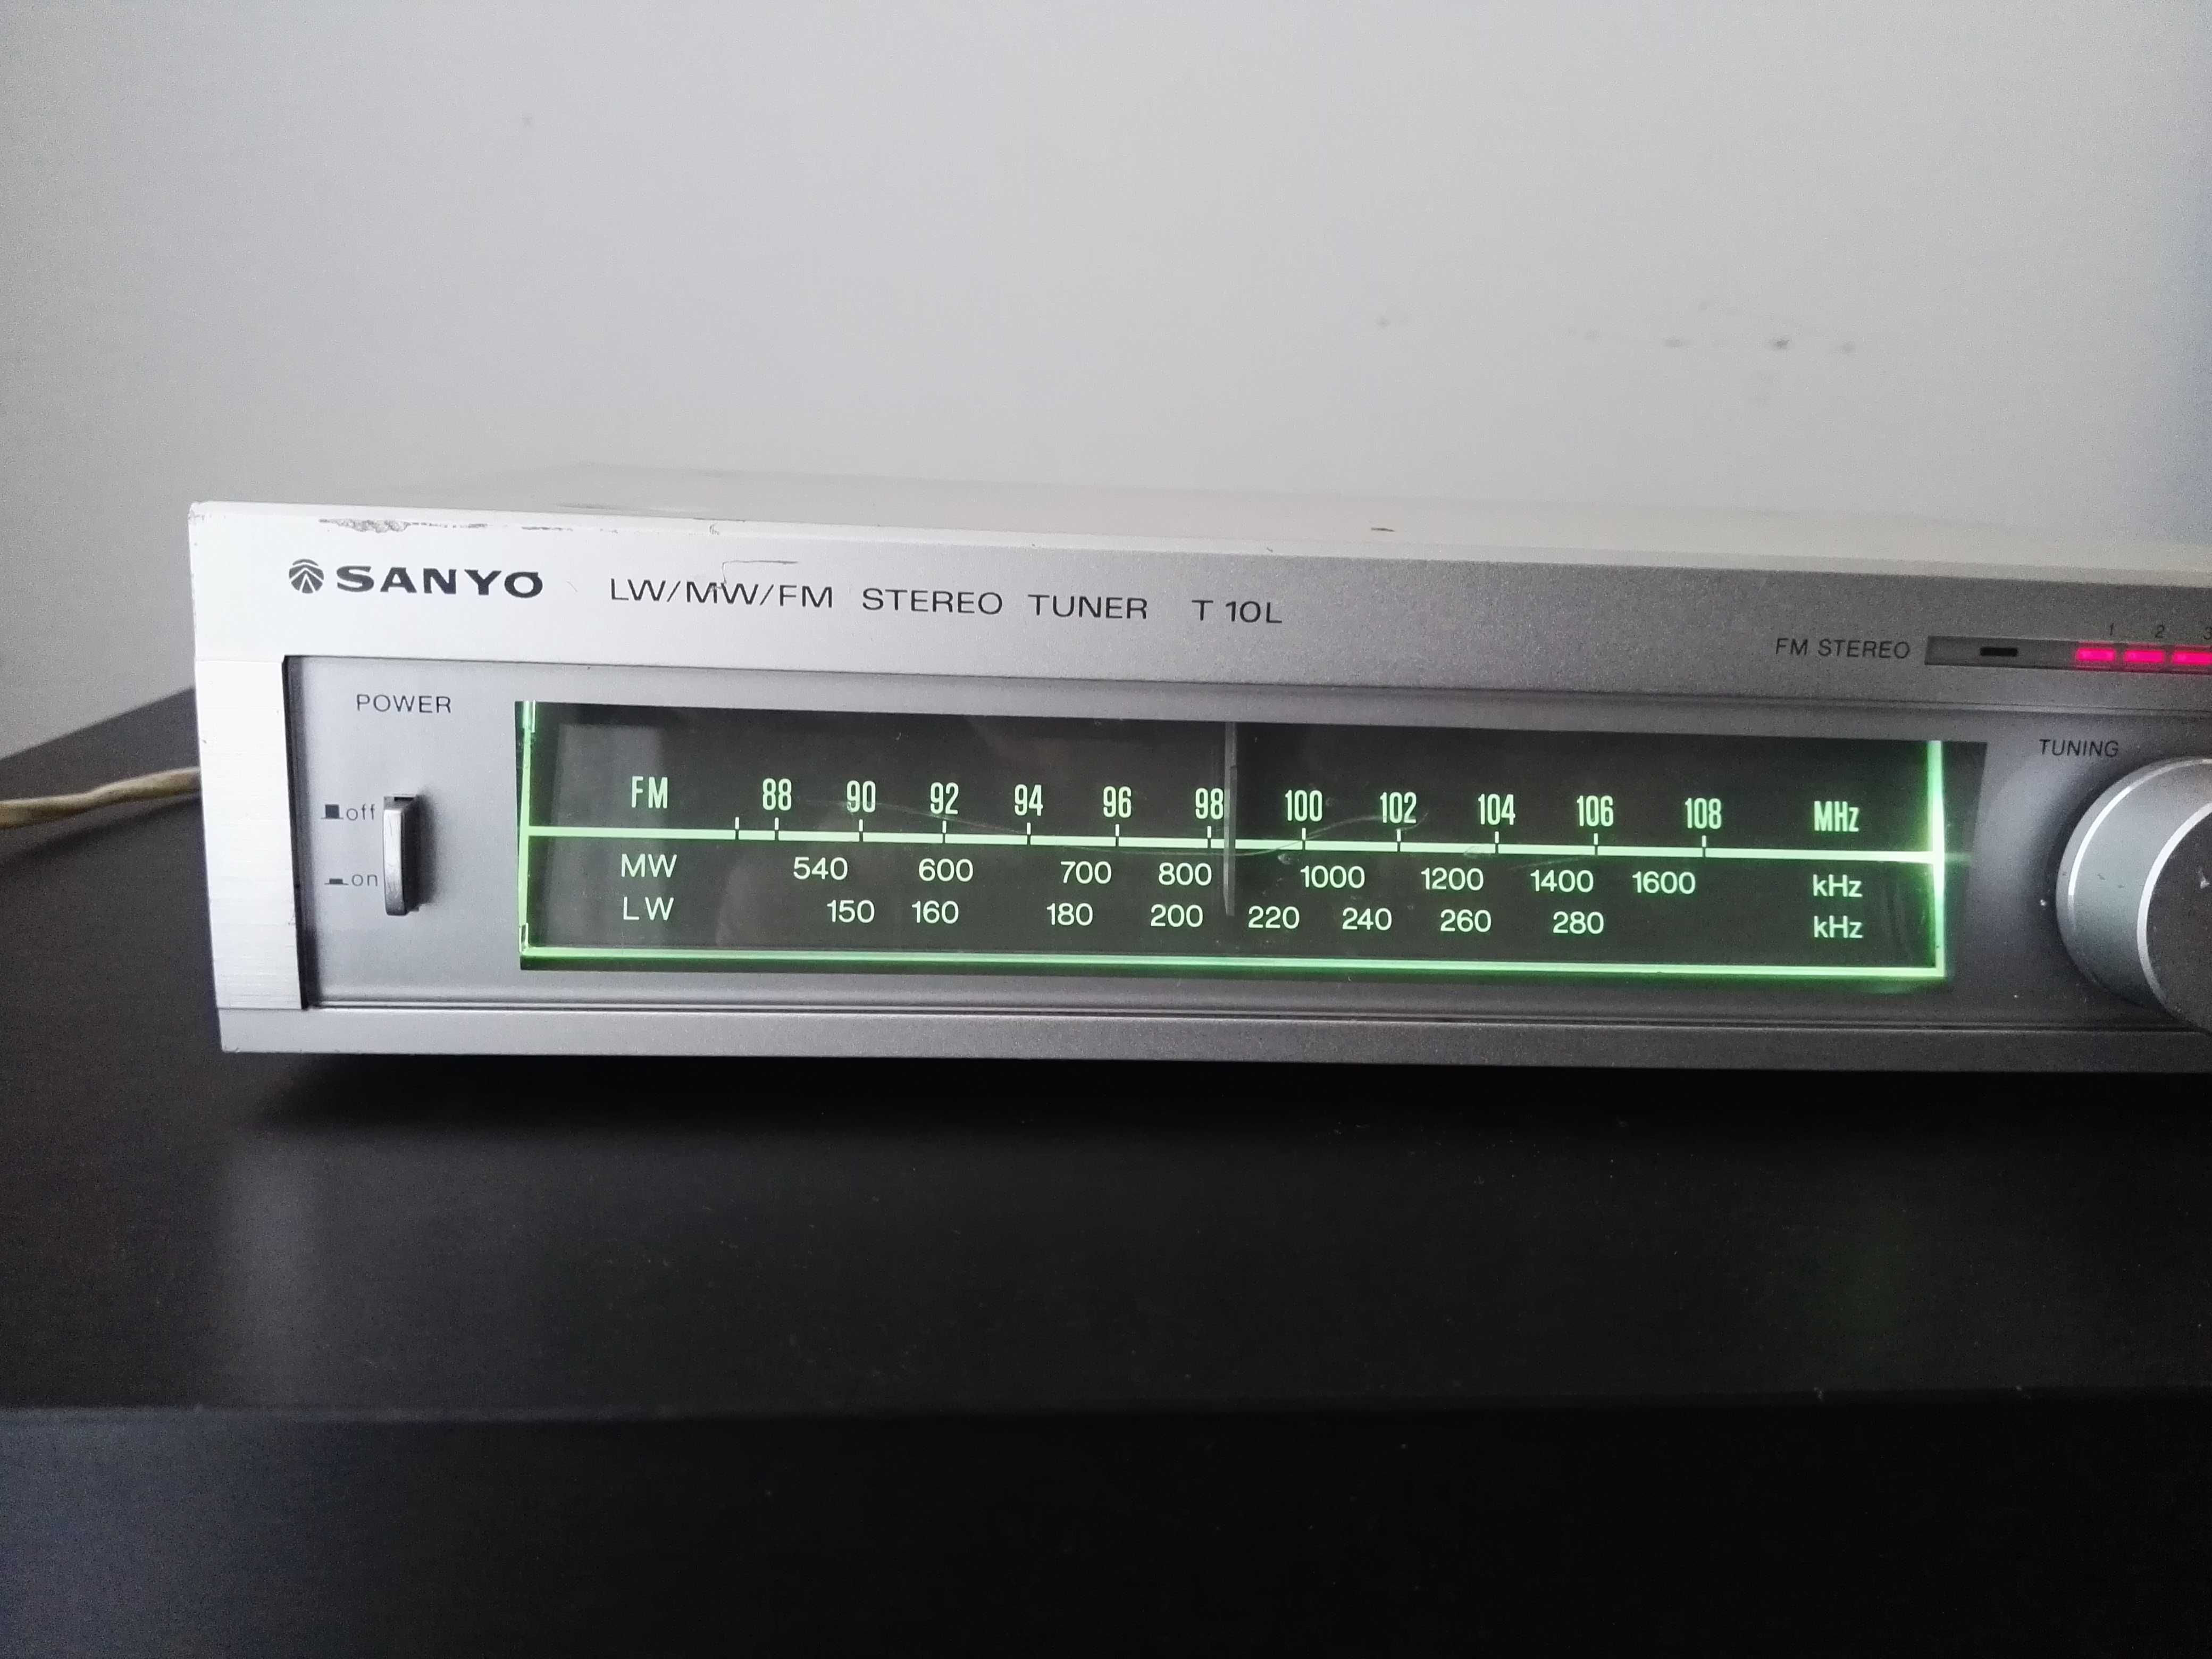 SANYO LW/MW/FM STEREO TUNER T 10L
1 2 3
FM STEREO
POWER
off
on
TUNING
FM 88 90 92 94 96 98 100 102 104 106 108 MHz
MW 540 600 700 800 1000 1200 1400 1600 kHz
LW 150 160 180 200 220 240 260 280 kHz